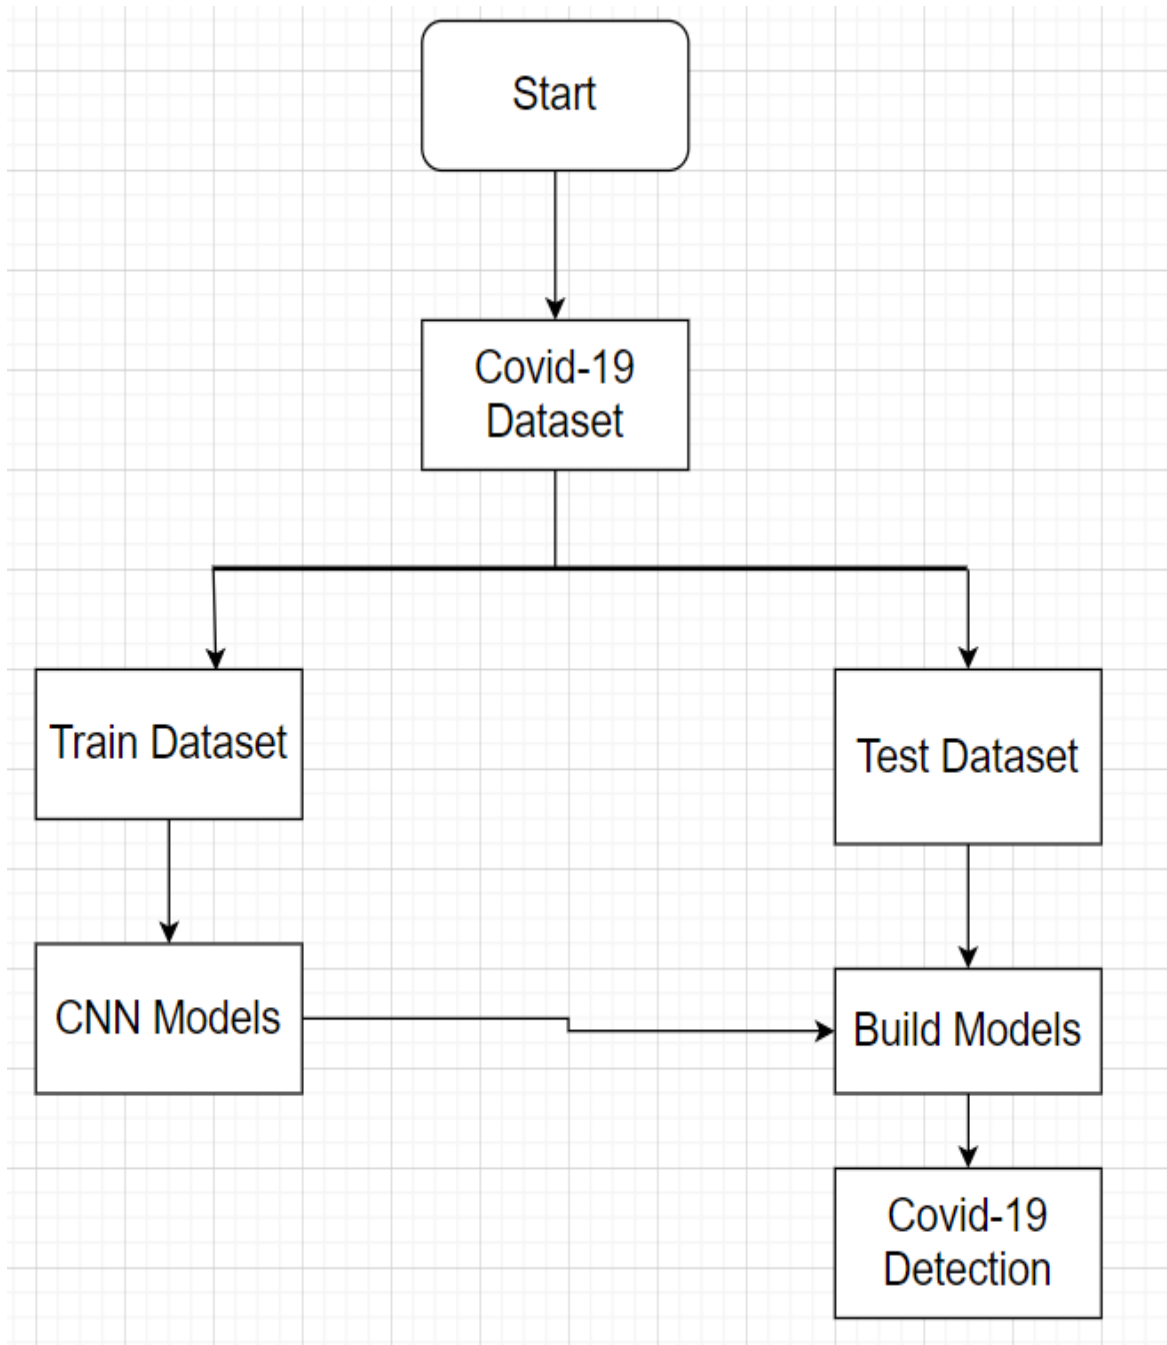 Start
Covid-19
Dataset
Train Dataset
Test Dataset
CNN Models
Build Models
Covid-19
Detection